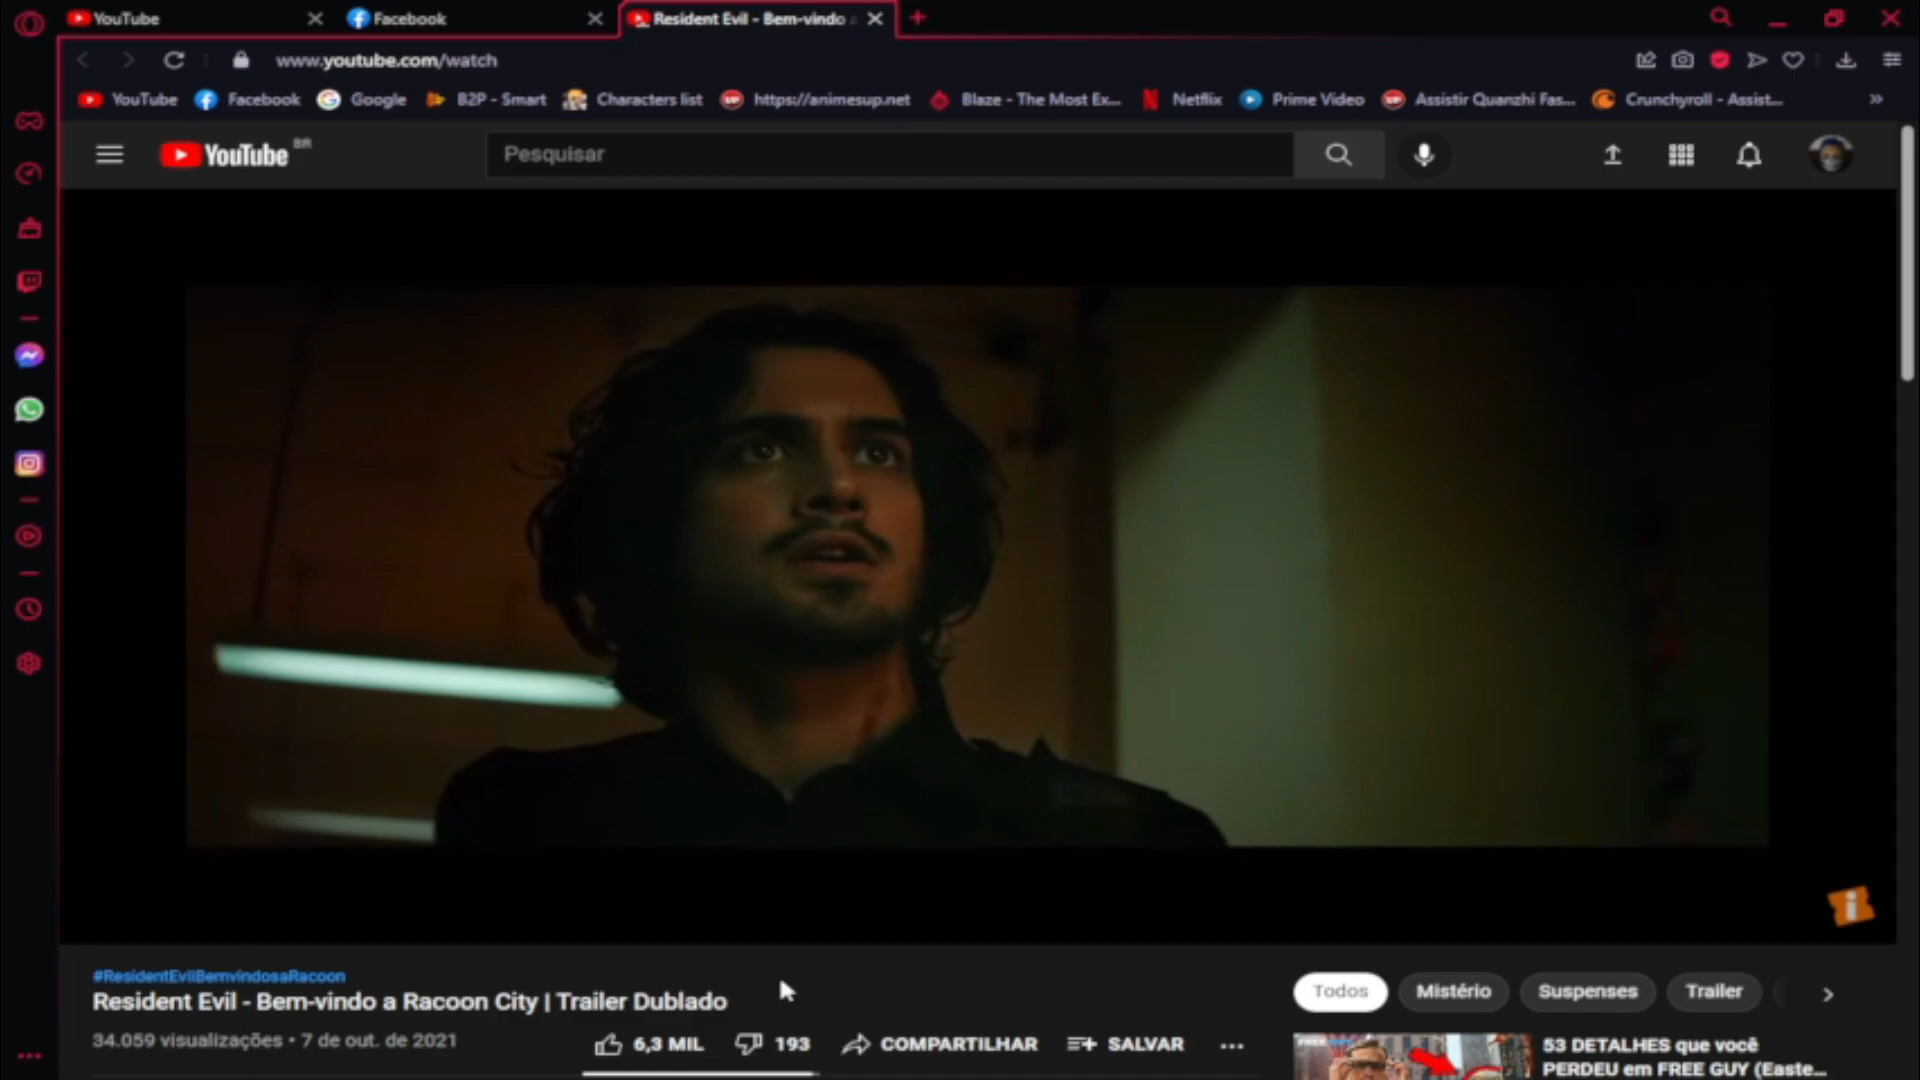 YouTube
Facebook
Resident Evil - Bem-vindo
www.youtube.com/watch
YouTube
Facebook
Google
B2P - Smart
Characters list
https://animesup.net
Blaze - The Most Ex...
Netflix
Prime Video
Assistir Quanzhi Fas...
Crunchyroll - Assist...
YouTube BR
Pesquisar
#ResidentEvilBemvindosaRacoon
Resident Evil - Bem-vindo a Racoon City | Trailer Dublado
34.059 visualizações • 7 de out. de 2021
6,3 MIL
193
COMPARTILHAR
SALVAR
Todos
Mistério
Suspenses
Trailer
53 DETALHES que você
PERDEU em FREE GUY (Easte...